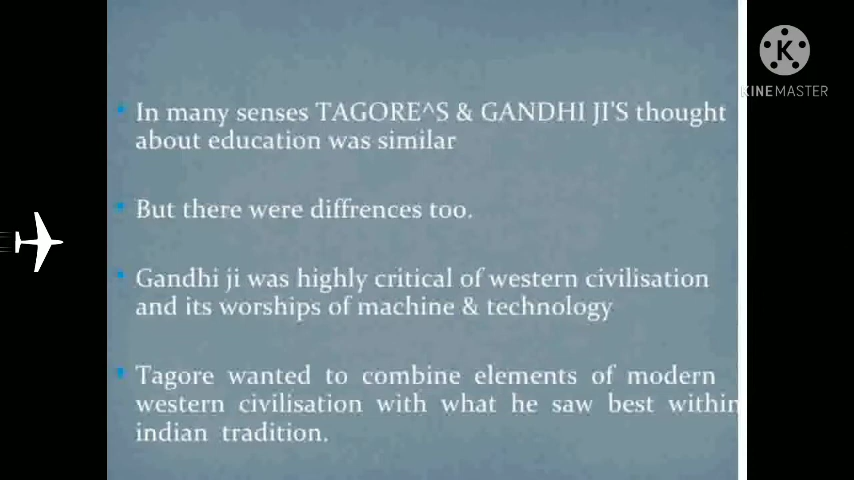 In many senses TAGORE^S & GANDHI JI'S thought
about education was similar
But there were diffrences too.
Gandhi ji was highly critical of western civilisation
and its worships of machine & technology
Tagore wanted to combine elements of modern
western civilisation with what he saw best within
indian tradition.
K
KINEMASTER